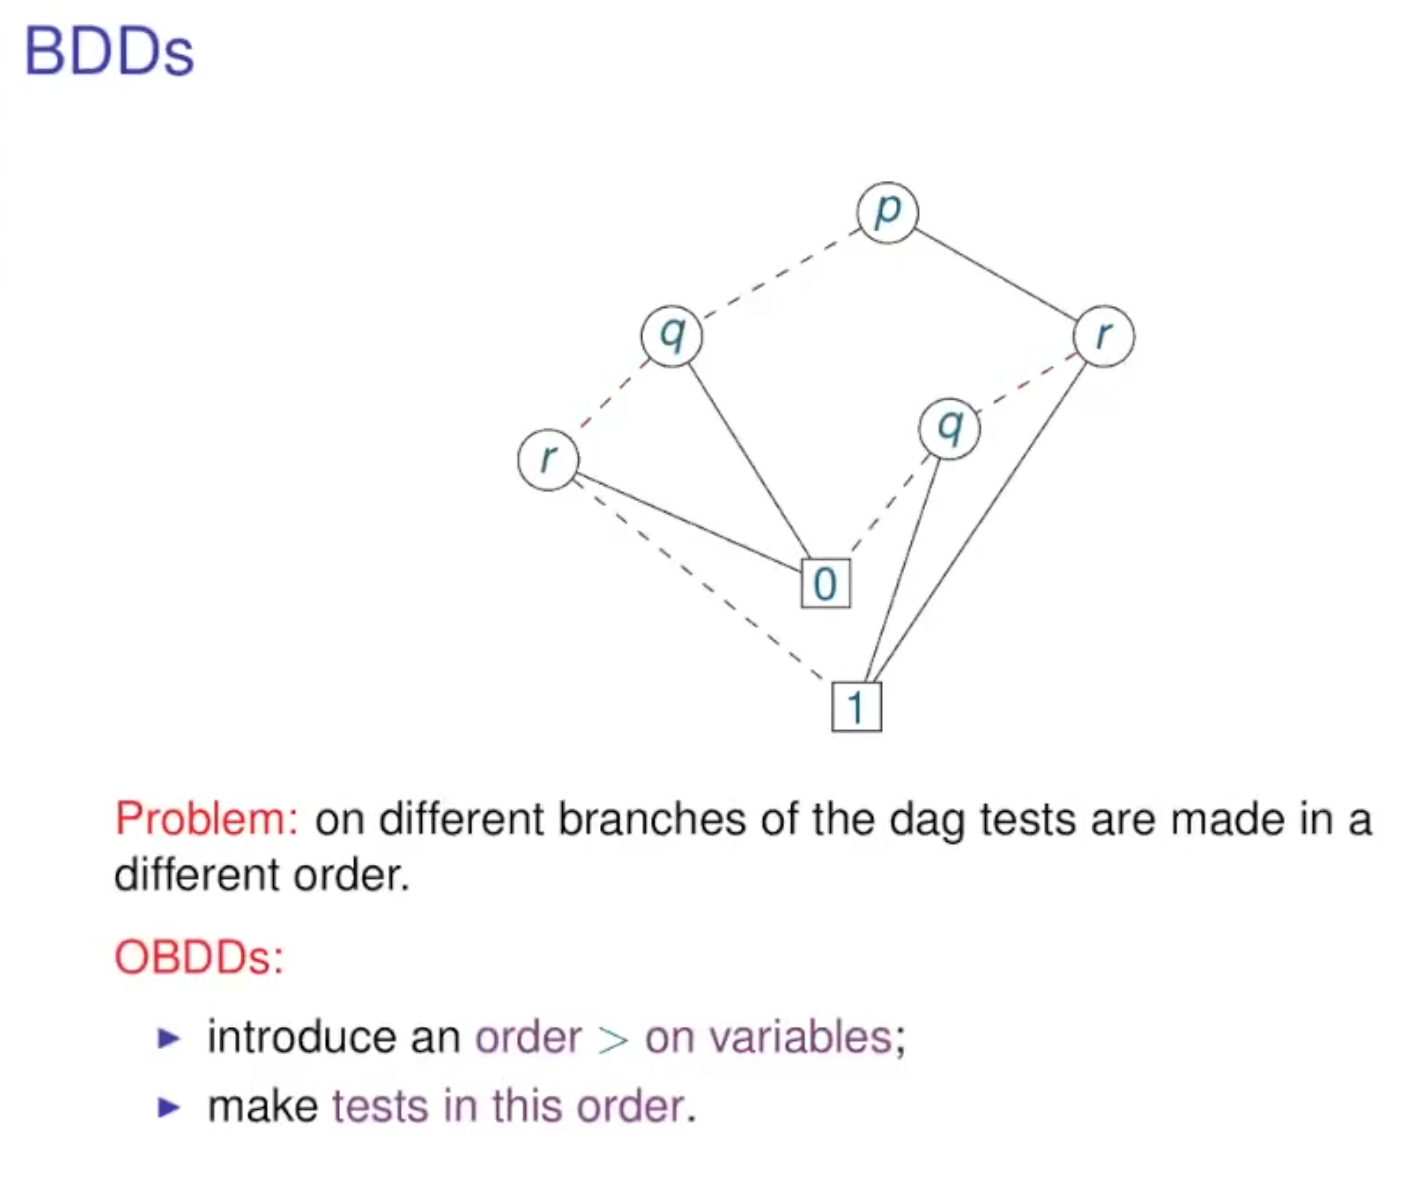 BDDs
p
q
r
q
r
0
1
Problem: on different branches of the dag tests are made in a
different order.
OBDDs:
► introduce an order > on variables;
► make tests in this order.